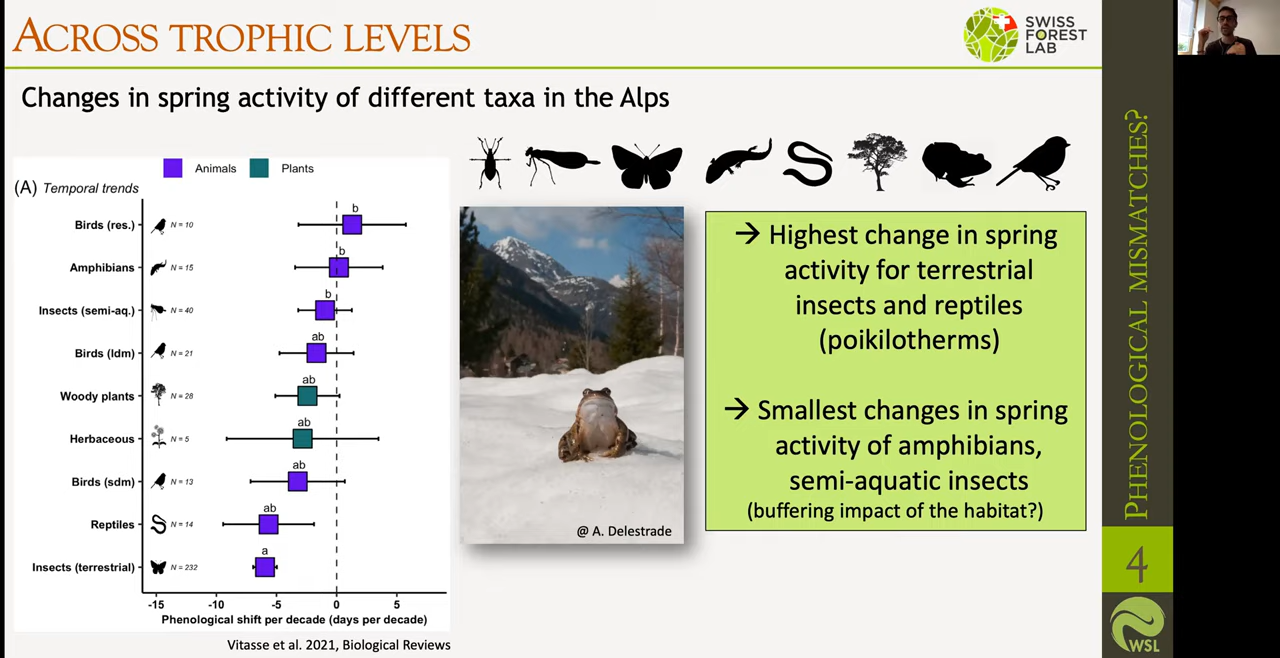 ACROSS TROPHIC LEVELS
SWISS
FOREST
LAB
Changes in spring activity of different taxa in the Alps
Animals
Plants
(A) Temporal trends
Birds (res.) N = 10 b
Amphibians N = 15 b
Insects (semi-aq.) N = 40 b
Birds (ldm) N = 21 ab
Woody plants N = 28 ab
Herbaceous N = 5 ab
Birds (sdm) N = 13 ab
Reptiles N = 14 ab
Insects (terrestrial) N = 232 a
-15 -10 -5 0 5
Phenological shift per decade (days per decade)
Vitasse et al. 2021, Biological Reviews
@ A. Delestrade
→ Highest change in spring
activity for terrestrial
insects and reptiles
(poikilotherms)
→ Smallest changes in spring
activity of amphibians,
semi-aquatic insects
(buffering impact of the habitat?)
PHENOLOGICAL MISMATCHES?
4
WSL